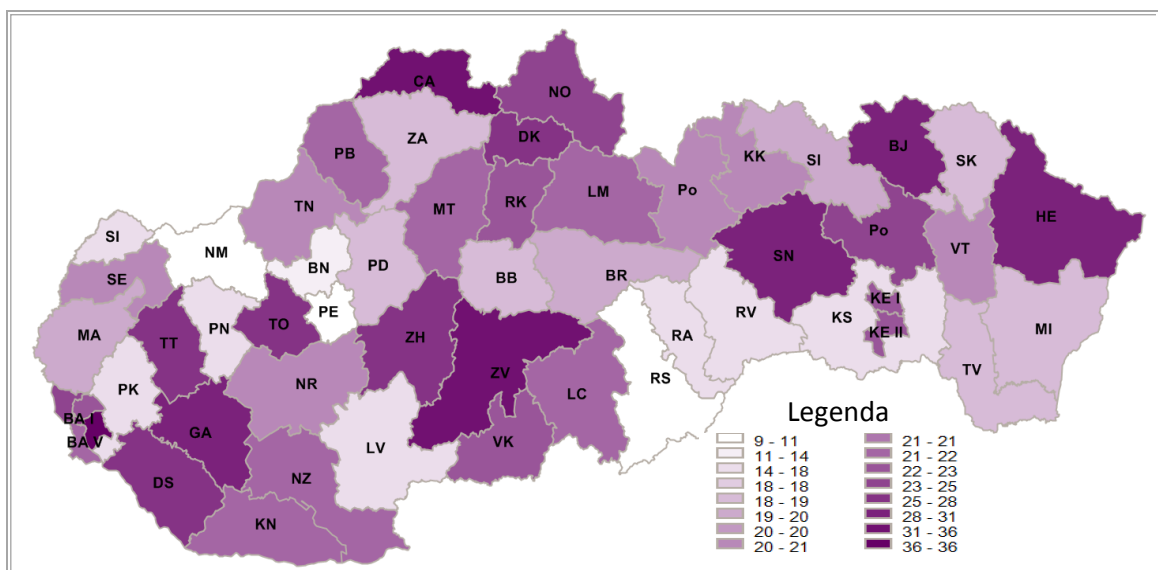 CA
NO
ZA
DK
PB
KK
SI
BJ
SK
TN
MT
RK
LM
Po
HE
SI
NM
BN
PD
BB
BR
SN
Po
VT
SE
PE
KE I
MA
TT
PN
TO
ZH
ZV
RA
RV
KS
KE II
MI
PK
NR
LC
RS
TV
BA I
BA V
GA
LV
VK
DS
NZ
KN
Legenda
9 - 11
11 - 14
14 - 18
18 - 18
18 - 19
19 - 20
20 - 20
20 - 21
21 - 21
21 - 22
22 - 23
23 - 25
25 - 28
28 - 31
31 - 36
36 - 36